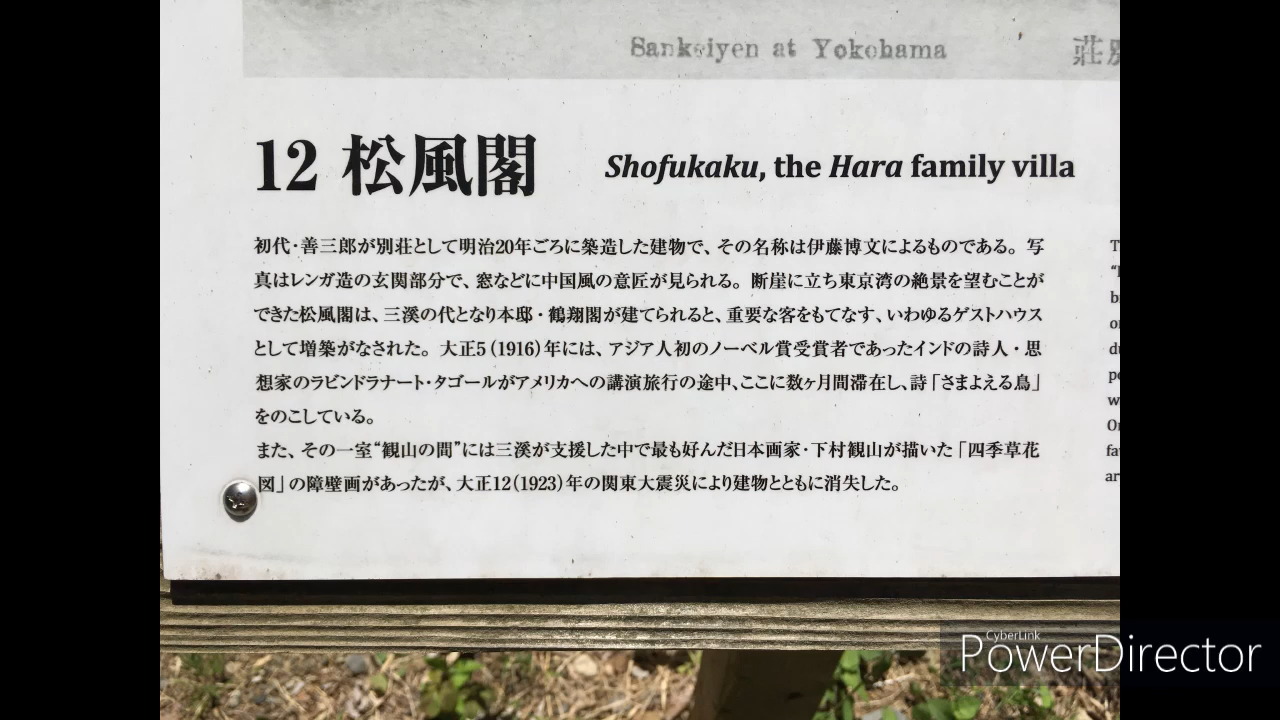 Sankeiyen at Yokohama 莊
12 松風閣 Shofukaku, the Hara family villa
初代・善三郎が別荘として明治20年ごろに築造した建物で、その名称は伊藤博文によるものである。写
真はレンガ造の玄関部分で、窓などに中国風の意匠が見られる。断崖に立ち東京湾の絶景を望むことが
できた松風閣は、三溪の代となり本邸・鶴翔閣が建てられると、重要な客をもてなす、いわゆるゲストハウス
として増築がなされた。大正5(1916)年には、アジア人初のノーベル賞受賞者であったインドの詩人・思
想家のラビンドラナート・タゴールがアメリカへの講演旅行の途中、ここに数ヶ月間滞在し、詩「さまよえる鳥」
をのこしている。
また、その一室“観山の間”には三溪が支援した中で最も好んだ日本画家・下村観山が描いた「四季草花
図」の障壁画があったが、大正12(1923)年の関東大震災により建物とともに消失した。
CyberLink
PowerDirector